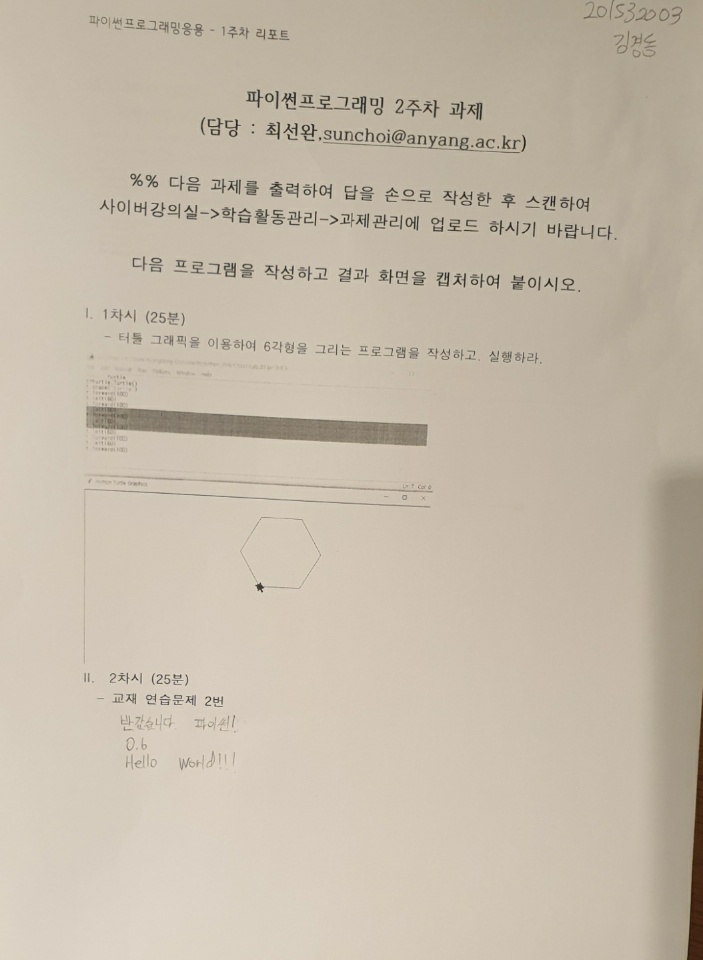 파이썬프로그래밍응용 - 1주차 리포트
201532003
김경동
파이썬프로그래밍 2주차 과제
(담당 : 최선완,sunchoi@anyang.ac.kr)
%% 다음 과제를 출력하여 답을 손으로 작성한 후 스캔하여
사이버강의실->학습활동관리->과제관리에 업로드 하시기 바랍니다.
다음 프로그램을 작성하고 결과 화면을 캡처하여 붙이시오.
I. 1차시 (25분)
- 터틀 그래픽을 이용하여 6각형을 그리는 프로그램을 작성하고, 실행하라.
Python Turtle Graphics
II. 2차시 (25분)
- 교재 연습문제 2번
반갑습니다. 파이썬!
0.6
Hello World!!!